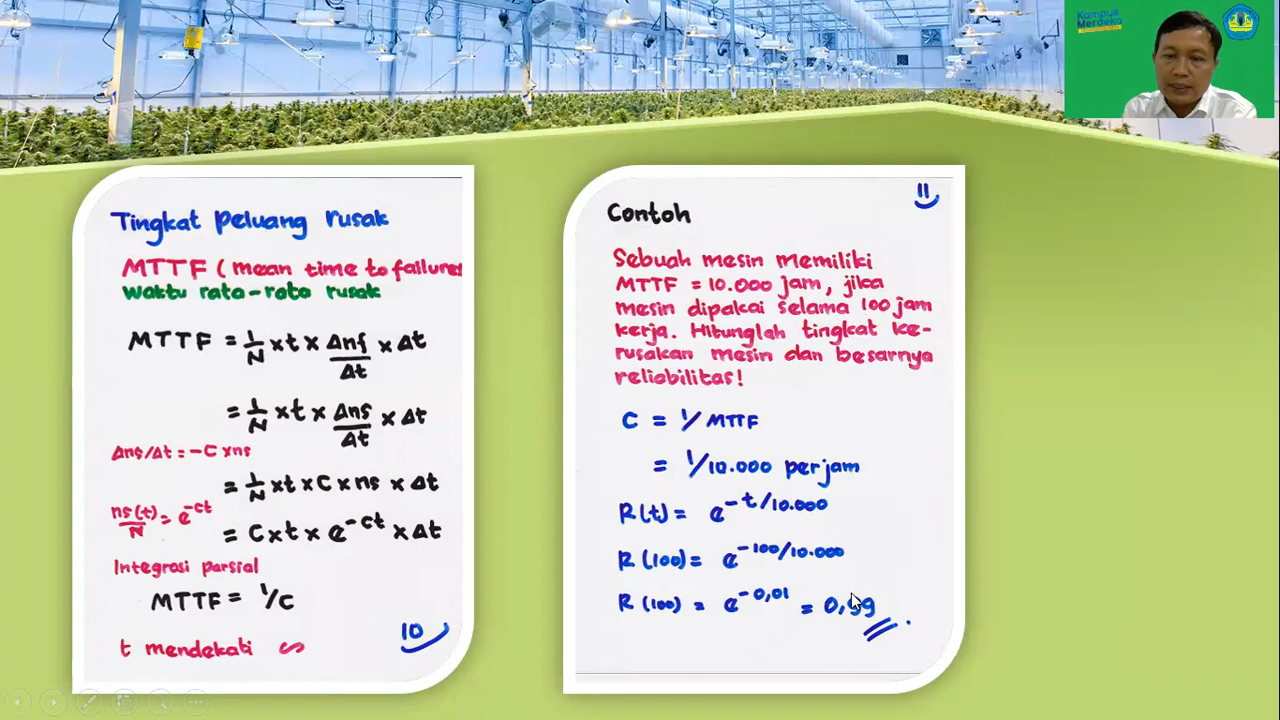 Kampus
Merdeka
Tingkat Peluang rusak
MTTF (mean time to failure
waktu rata-rata rusak
MTTF = 1/N x t x Δnf/Δt x Δt
= 1/N x t x Δns/Δt x Δt
Δns/Δt = -C x ns
= 1/N x t x C x ns x Δt
ns(t)/N = e^-ct
= C x t x e^-ct x Δt
Integrasi parsial
MTTF = 1/C
t mendekati ∞
10
11
Contoh
Sebuah mesin memiliki
MTTF = 10.000 jam, jika
mesin dipakai selama 100 jam
kerja. Hitunglah tingkat ke-
rusakan mesin dan besarnya
reliabilitas!
C = 1/MTTF
= 1/10.000 perjam
R(t) = e^-t/10.000
R(100) = e^-100/10.000
R(100) = e^-0,01 = 0,99